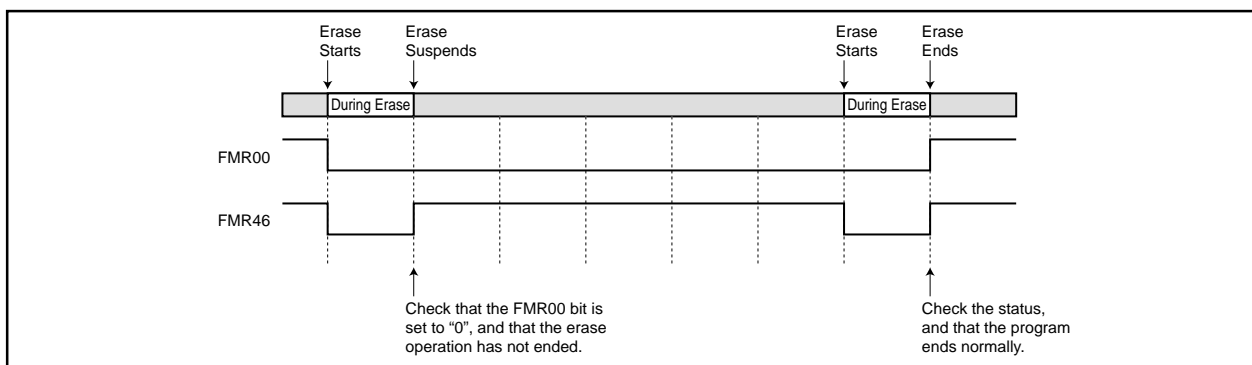 Erase
Starts
Erase
Suspends
Erase
Starts
Erase
Ends
During Erase
During Erase
FMR00
FMR46
Check that the FMR00 bit is
set to “0”, and that the erase
operation has not ended.
Check the status,
and that the program
ends normally.